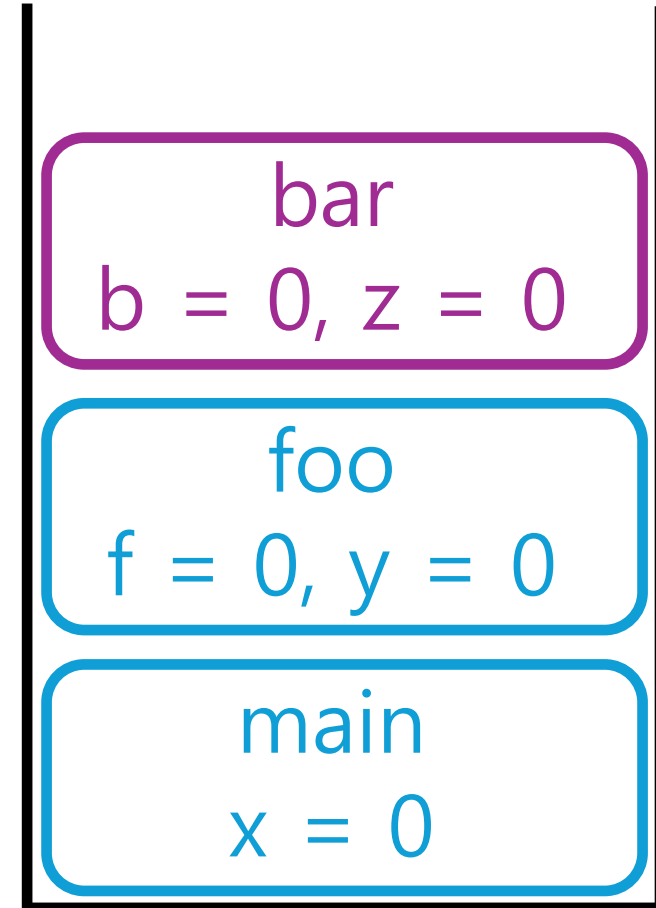 bar
b = 0, z = 0
foo
f = 0, y = 0
main
x = 0